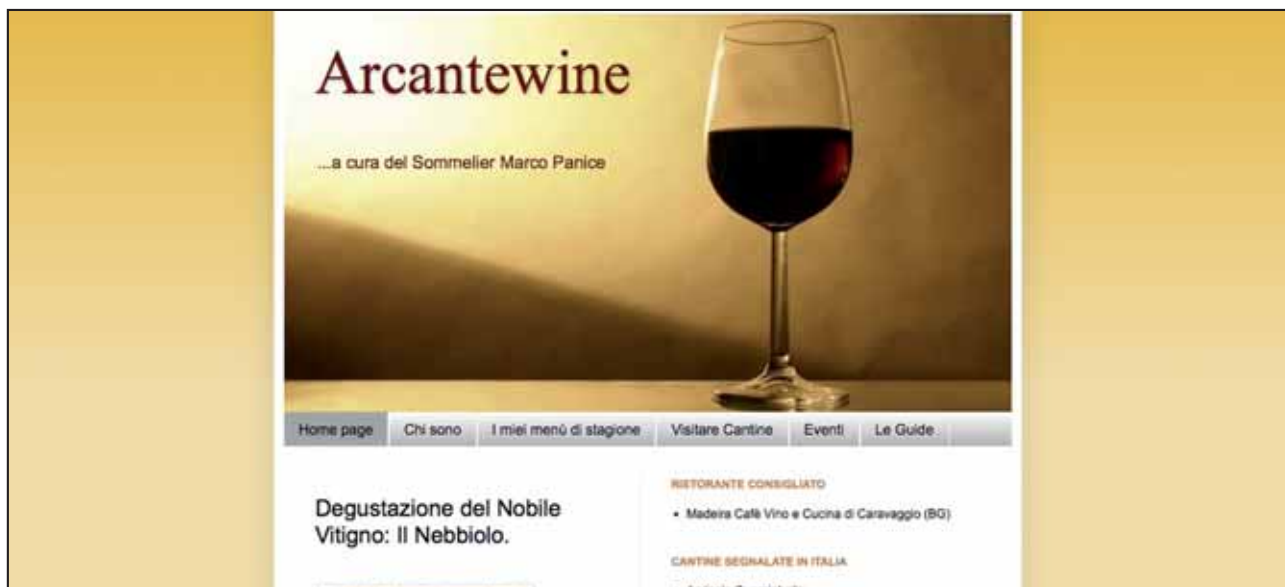 Arcantewine
...a cura del Sommelier Marco Panice
Home page Chi sono I miei menù di stagione Visitare Cantine Eventi Le Guide
Degustazione del Nobile
Vitigno: Il Nebbiolo.
RISTORANTE CONSIGLIATO
• Madeira Cafè Vino e Cucina di Caravaggio (BG)
CANTINE SEGNALATE IN ITALIA